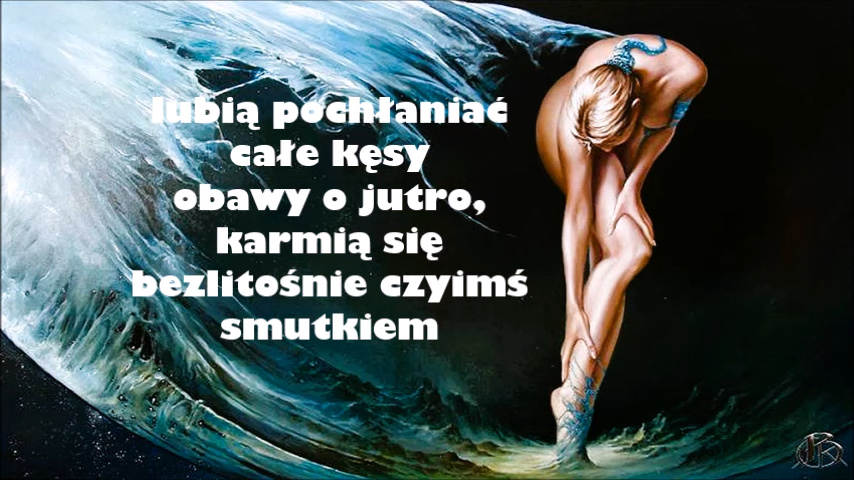 lubią pochłaniać
całe kęsy
obawy o jutro,
karmią się
bezlitośnie czyimś
smutkiem